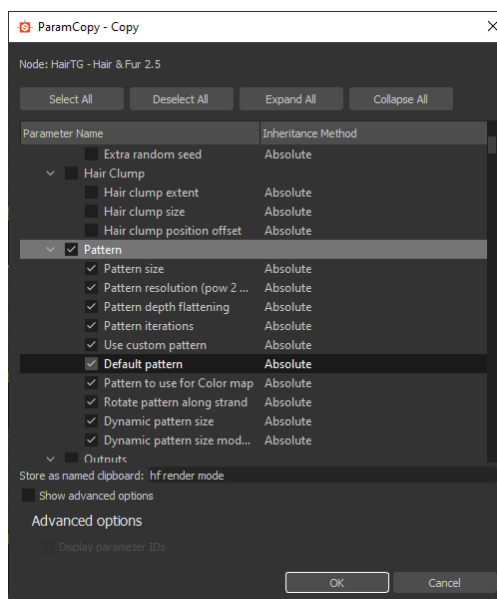 ParamCopy - Copy
Node: HairTG - Hair & Fur 2.5
Select All Deselect All Expand All Collapse All
Parameter Name Inheritance Method
Extra random seed Absolute
Hair Clump
Hair clump extent Absolute
Hair clump size Absolute
Hair clump position offset Absolute
Pattern
Pattern size Absolute
Pattern resolution (pow 2 ... Absolute
Pattern depth flattening Absolute
Pattern iterations Absolute
Use custom pattern Absolute
Default pattern Absolute
Pattern to use for Color map Absolute
Rotate pattern along strand Absolute
Dynamic pattern size Absolute
Dynamic pattern size mod... Absolute
Outputs
Store as named clipboard: hf render mode
Show advanced options
Advanced options
Display parameter IDs
OK Cancel